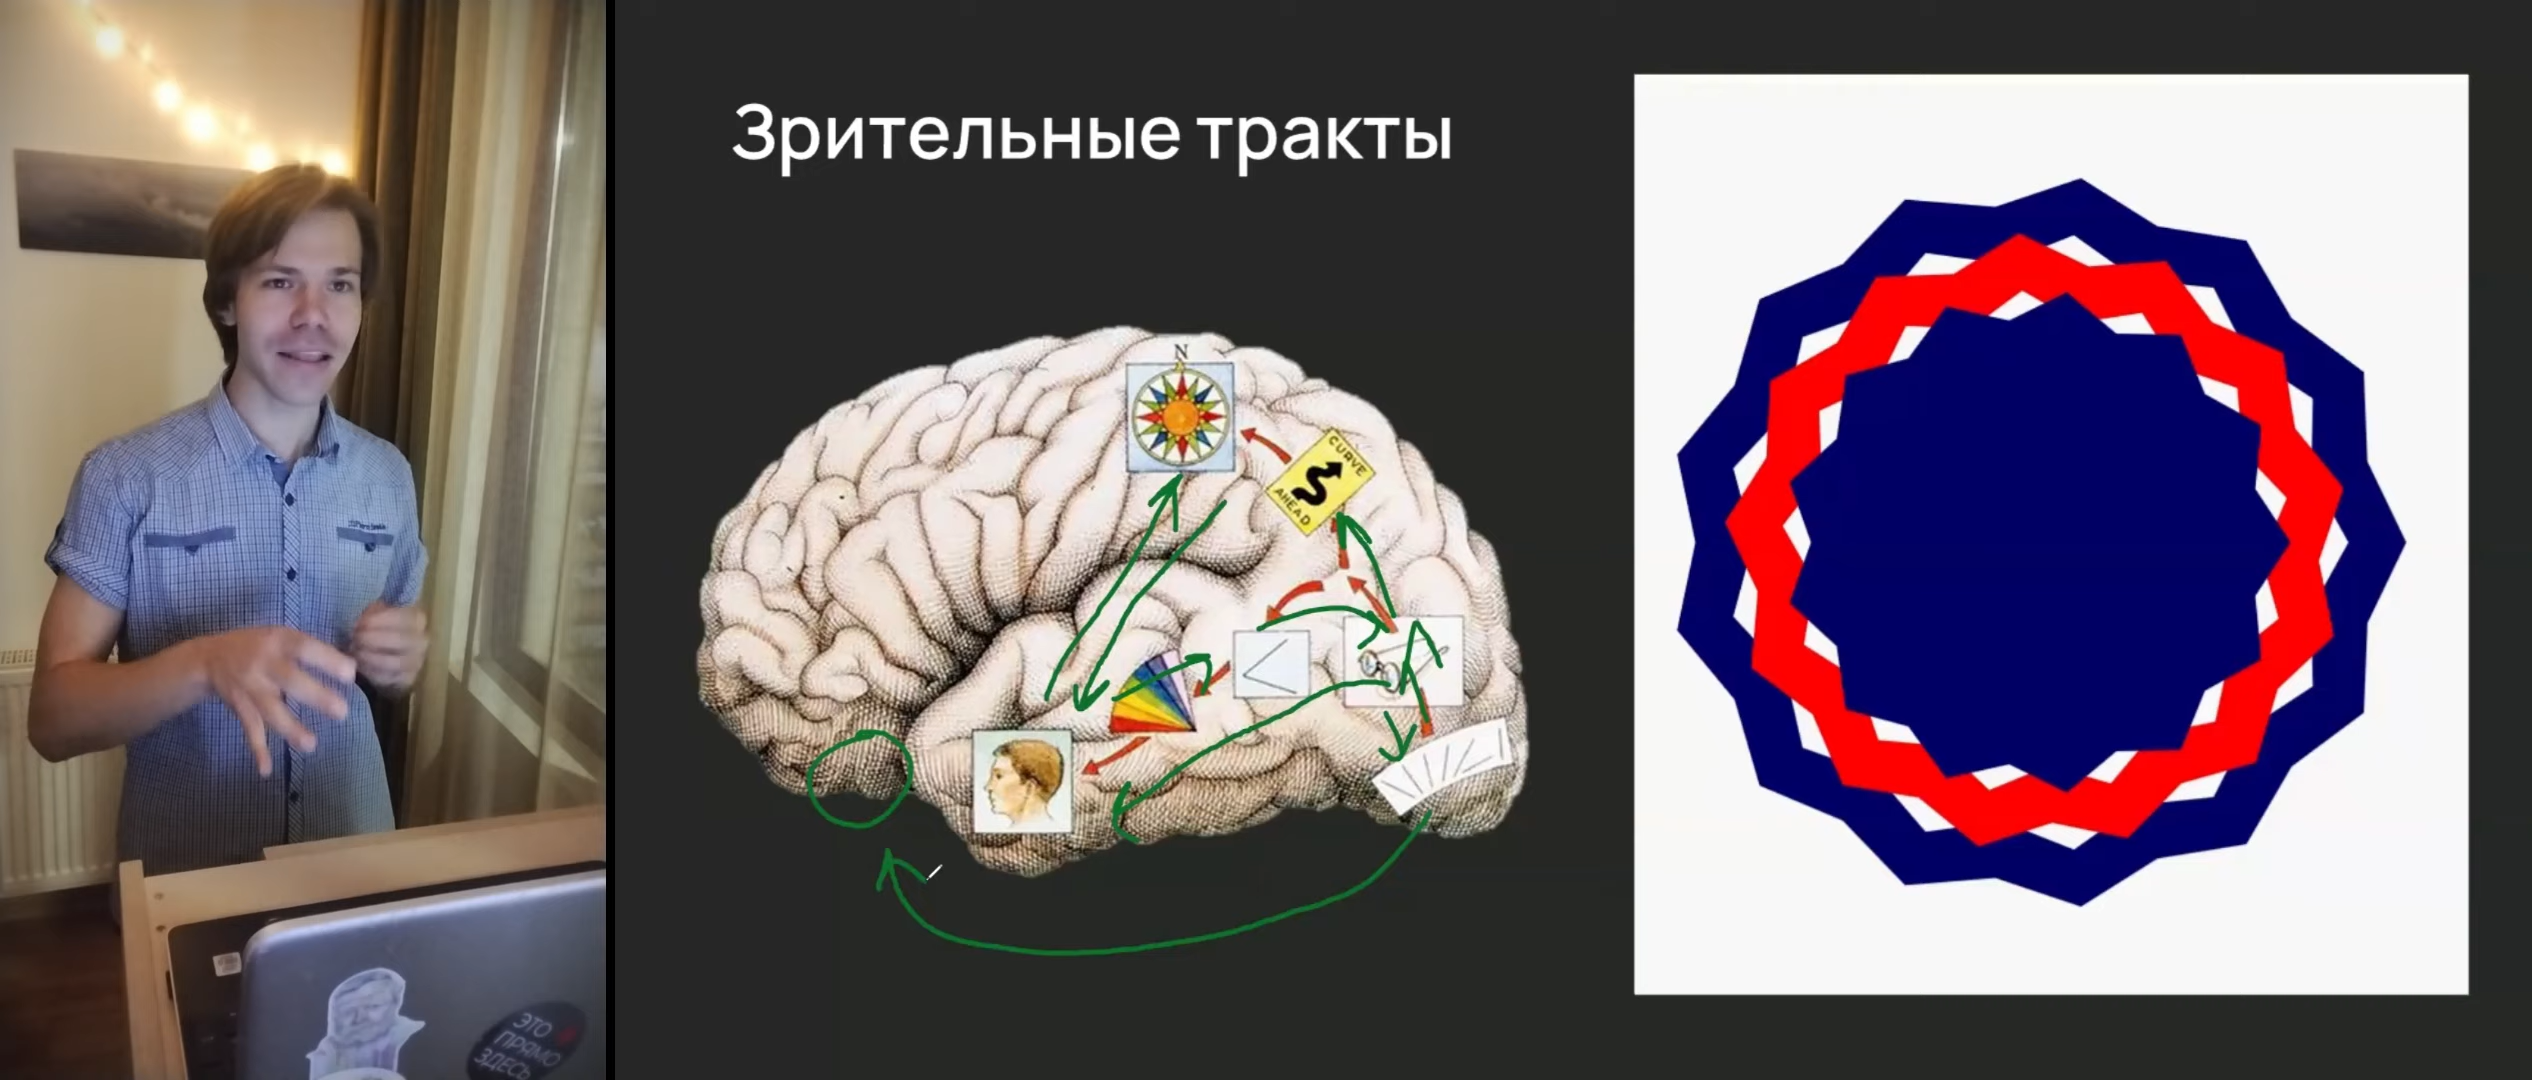 Зрительные тракты
N
CURVE
AHEAD
ЭТО
ПРЯМО
ЗДЕСЬ